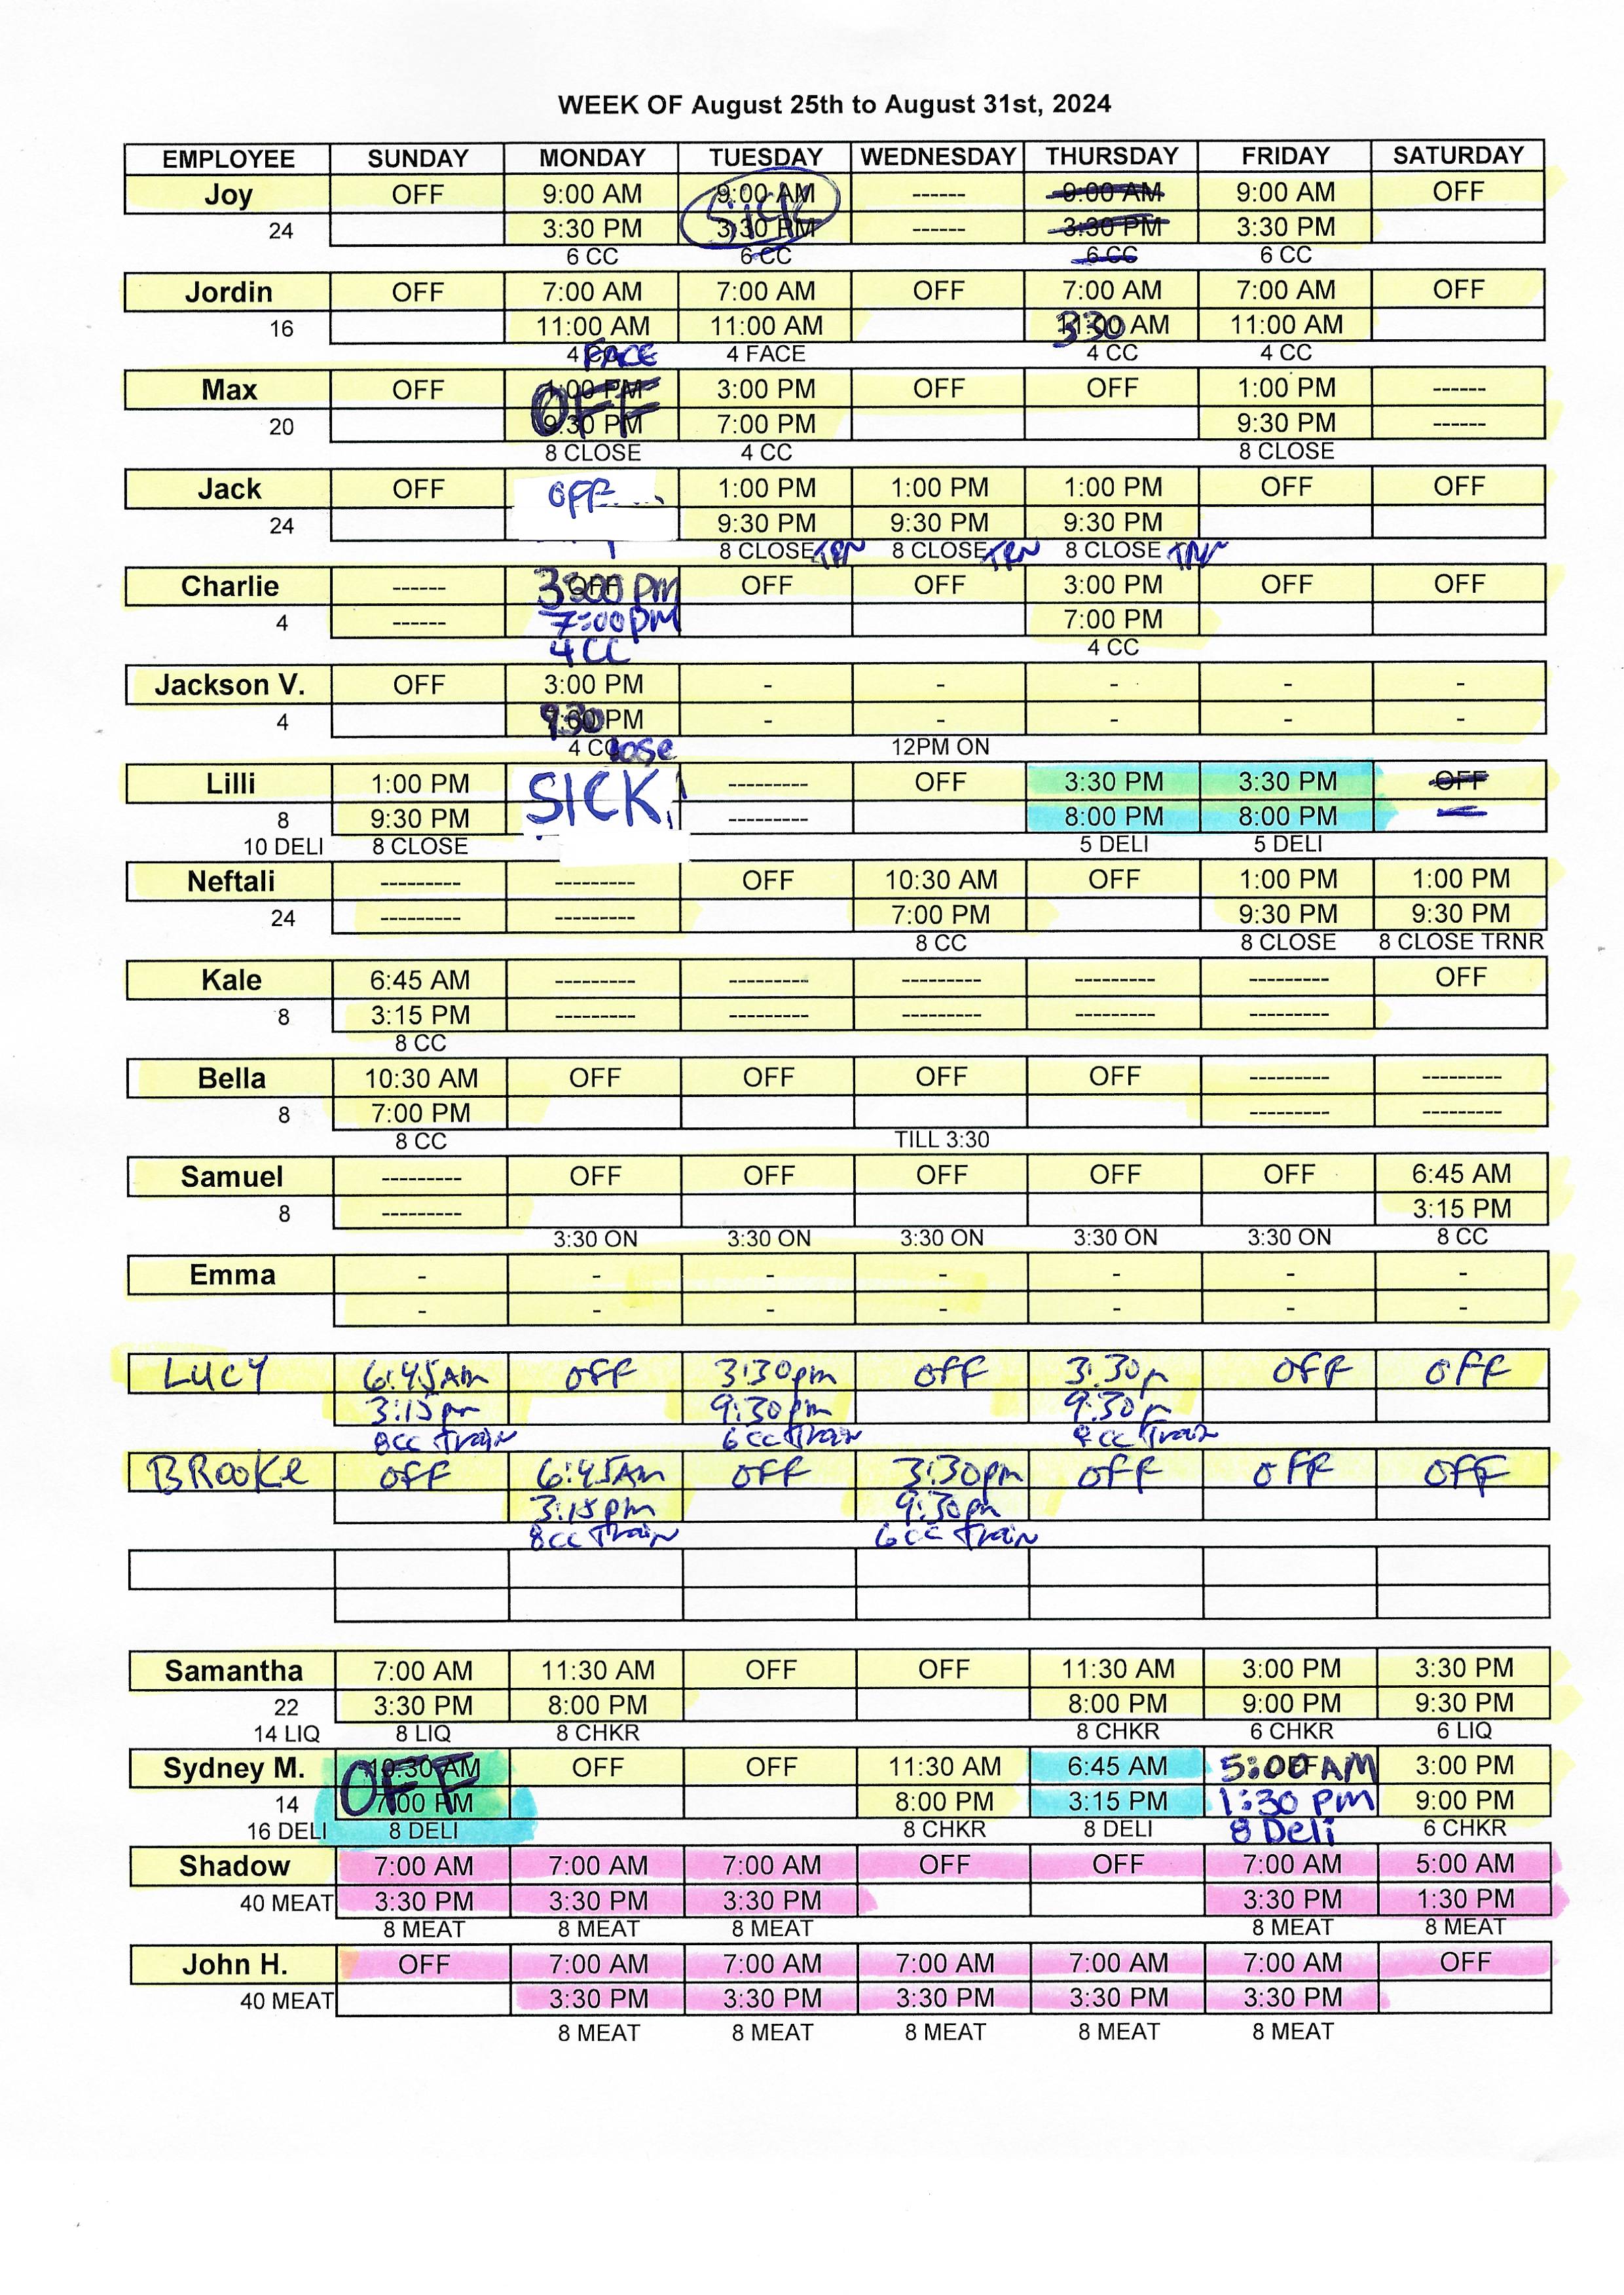 WEEK OF August 25th to August 31st, 2024
EMPLOYEE SUNDAY MONDAY TUESDAY WEDNESDAY THURSDAY FRIDAY SATURDAY
Joy OFF 9:00 AM 9:00 AM SICK ------ 9:00 AM 9:00 AM OFF
24 3:30 PM 3:30 PM ------ 3:30 PM 3:30 PM
6 CC 6 CC 6 CC 6 CC
Jordin OFF 7:00 AM 7:00 AM OFF 7:00 AM 7:00 AM OFF
16 11:00 AM 11:00 AM 330 AM 11:00 AM
4 FACE 4 FACE 4 CC 4 CC
Max OFF 1:00 PM OFF 3:00 PM OFF OFF 1:00 PM ------
20 9:30 PM 7:00 PM 9:30 PM ------
8 CLOSE 4 CC 8 CLOSE
Jack OFF OFF 1:00 PM 1:00 PM 1:00 PM OFF OFF
24 9:30 PM 9:30 PM 9:30 PM
8 CLOSE TRN 8 CLOSE TRN 8 CLOSE TRN
Charlie ------ 3:00 pm OFF OFF 3:00 PM OFF OFF
4 ------ 7:00 pm 7:00 PM
4 CC 4 CC
Jackson V. OFF 3:00 PM - - - - -
4 930 PM - - - - -
4 Close 12PM ON
Lilli 1:00 PM SICK --------- OFF 3:30 PM 3:30 PM OFF
8 9:30 PM --------- 8:00 PM 8:00 PM
10 DELI 8 CLOSE 5 DELI 5 DELI
Neftali --------- --------- OFF 10:30 AM OFF 1:00 PM 1:00 PM
24 --------- --------- 7:00 PM 9:30 PM 9:30 PM
8 CC 8 CLOSE 8 CLOSE TRNR
Kale 6:45 AM --------- --------- --------- --------- --------- OFF
8 3:15 PM --------- --------- --------- --------- ---------
8 CC
Bella 10:30 AM OFF OFF OFF OFF --------- ---------
8 7:00 PM --------- ---------
8 CC TILL 3:30
Samuel --------- OFF OFF OFF OFF OFF 6:45 AM
8 --------- 3:15 PM
3:30 ON 3:30 ON 3:30 ON 3:30 ON 3:30 ON 8 CC
Emma - - - - - - -
- - - - - - -
LUCY 6:45Am OFF 3:30pm OFF 3:30p OFF OFF
3:15pm 9:30pm 9:30p
8cc Train 6cc Train cc Train
BROOKE OFF 6:45Am OFF 3:30pm OFF OFF OFF
3:15pm 9:30pm
8cc Train 6cc Train
Samantha 7:00 AM 11:30 AM OFF OFF 11:30 AM 3:00 PM 3:30 PM
22 3:30 PM 8:00 PM 8:00 PM 9:00 PM 9:30 PM
14 LIQ 8 LIQ 8 CHKR 8 CHKR 6 CHKR 6 LIQ
Sydney M. 10:30 AM OFF OFF OFF 11:30 AM 6:45 AM 5:00 AM 3:00 PM
14 7:00 PM 8:00 PM 3:15 PM 1:30 pm 9:00 PM
16 DELI 8 DELI 8 CHKR 8 DELI 8 Deli 6 CHKR
Shadow 7:00 AM 7:00 AM 7:00 AM OFF OFF 7:00 AM 5:00 AM
40 MEAT 3:30 PM 3:30 PM 3:30 PM 3:30 PM 1:30 PM
8 MEAT 8 MEAT 8 MEAT 8 MEAT 8 MEAT
John H. OFF 7:00 AM 7:00 AM 7:00 AM 7:00 AM 7:00 AM OFF
40 MEAT 3:30 PM 3:30 PM 3:30 PM 3:30 PM 3:30 PM
8 MEAT 8 MEAT 8 MEAT 8 MEAT 8 MEAT